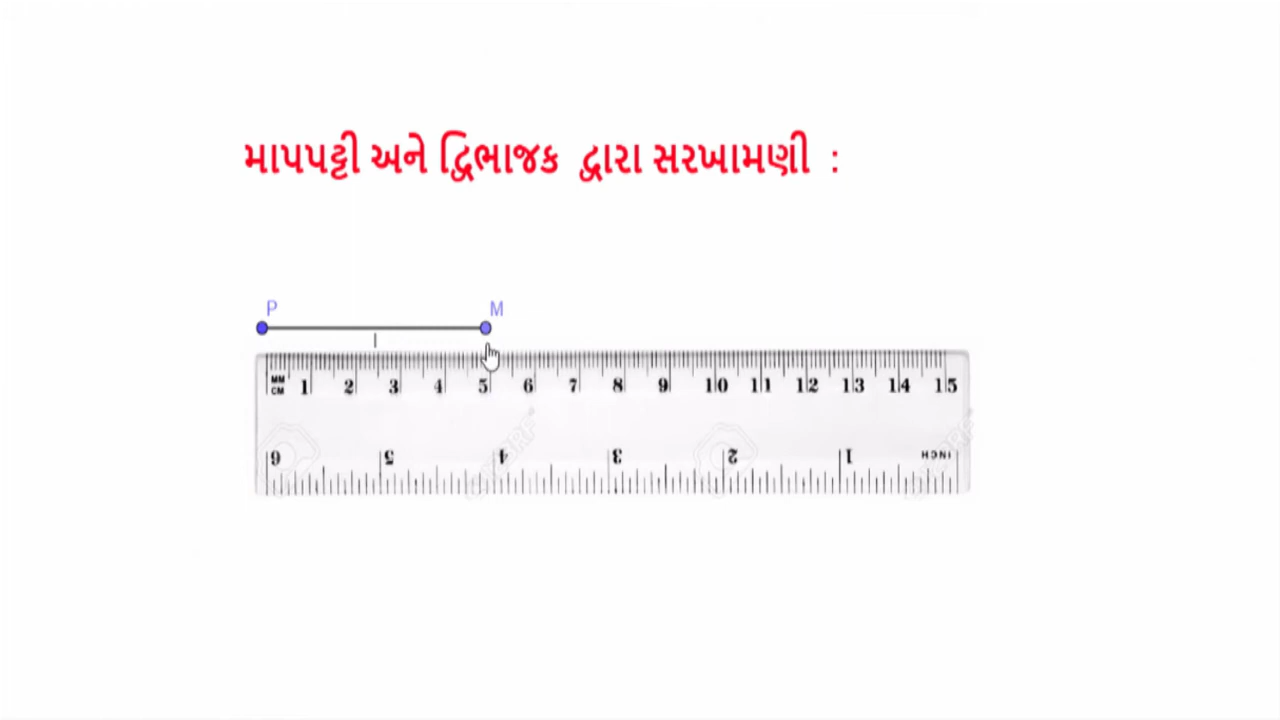 માપપટ્ટી અને દ્વિભાજક દ્વારા સરખામણી :
P M
l
MM
CM 1 2 3 4 5 6 7 8 9 10 11 12 13 14 15
6 5 4 3 2 1 INCH